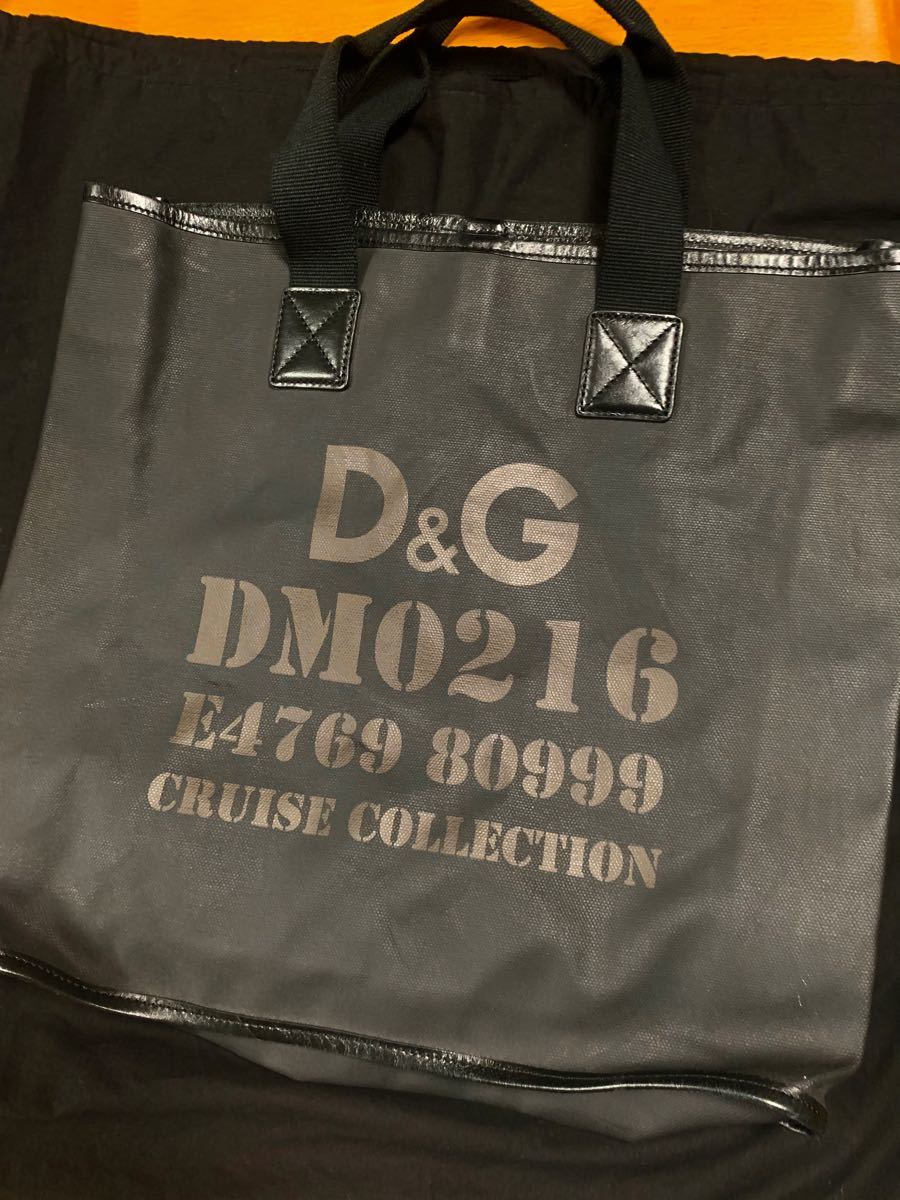 D&G
DM0216
E4769 80999
CRUISE COLLECTION